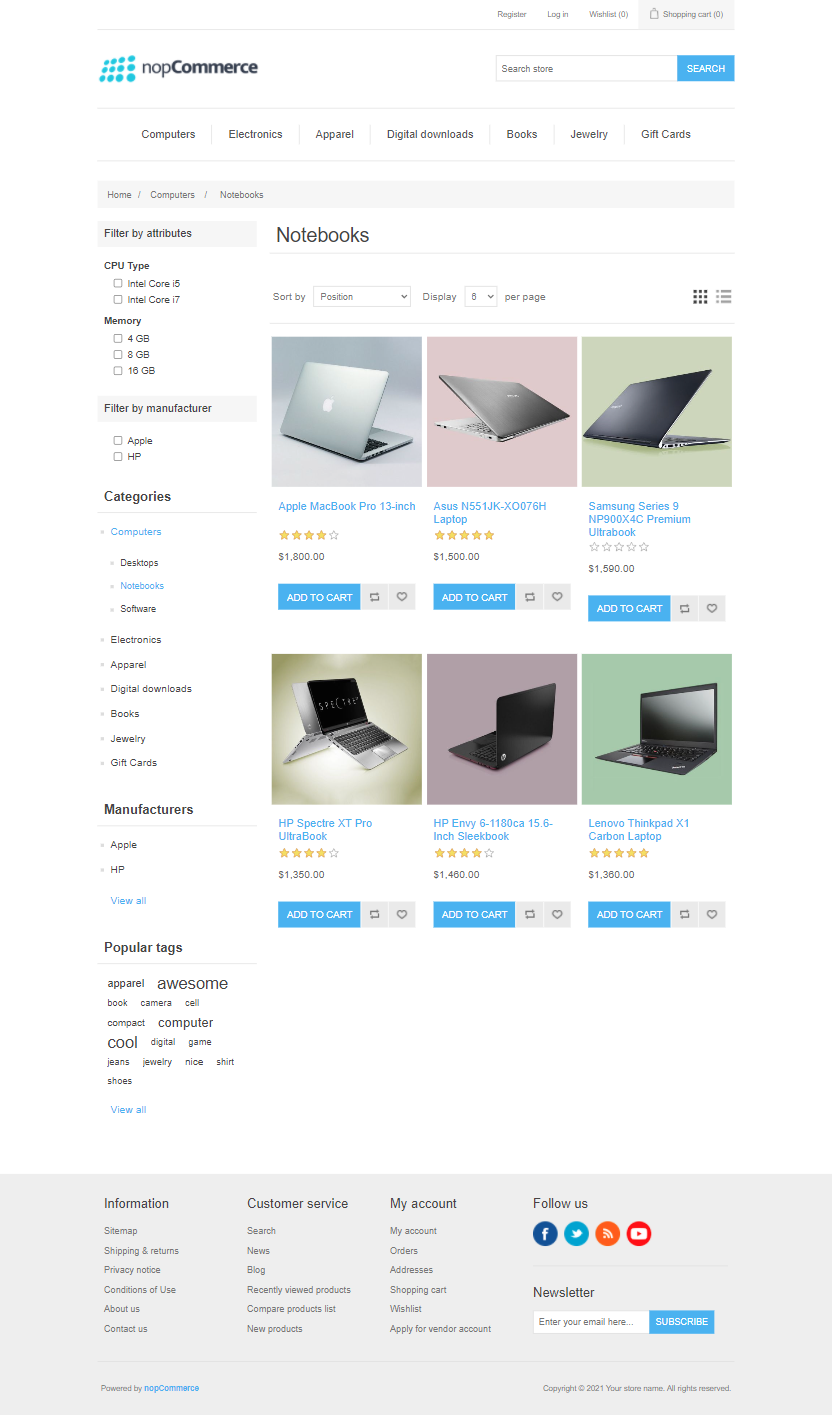 Register Log in Wishlist (0) Shopping cart (0)
nopCommerce
Search store SEARCH
Computers Electronics Apparel Digital downloads Books Jewelry Gift Cards
Home / Computers / Notebooks
Filter by attributes
CPU Type
Intel Core i5
Intel Core i7
Memory
4 GB
8 GB
16 GB
Filter by manufacturer
Apple
HP
Categories
Computers
Desktops
Notebooks
Software
Electronics
Apparel
Digital downloads
Books
Jewelry
Gift Cards
Manufacturers
Apple
HP
View all
Popular tags
apparel awesome
book camera cell
compact computer
cool digital game
jeans jewelry nice shirt
shoes
View all
Notebooks
Sort by Position Display 6 per page
Apple MacBook Pro 13-inch
$1,800.00
ADD TO CART
Asus N551JK-XO076H
Laptop
$1,500.00
ADD TO CART
Samsung Series 9
NP900X4C Premium
Ultrabook
$1,590.00
ADD TO CART
SPECTRE
HP Spectre XT Pro
UltraBook
$1,350.00
ADD TO CART
HP Envy 6-1180ca 15.6-
Inch Sleekbook
$1,460.00
ADD TO CART
Lenovo Thinkpad X1
Carbon Laptop
$1,360.00
ADD TO CART
Information
Sitemap
Shipping & returns
Privacy notice
Conditions of Use
About us
Contact us
Customer service
Search
News
Blog
Recently viewed products
Compare products list
New products
My account
My account
Orders
Addresses
Shopping cart
Wishlist
Apply for vendor account
Follow us
Newsletter
Enter your email here... SUBSCRIBE
Powered by nopCommerce
Copyright © 2021 Your store name. All rights reserved.